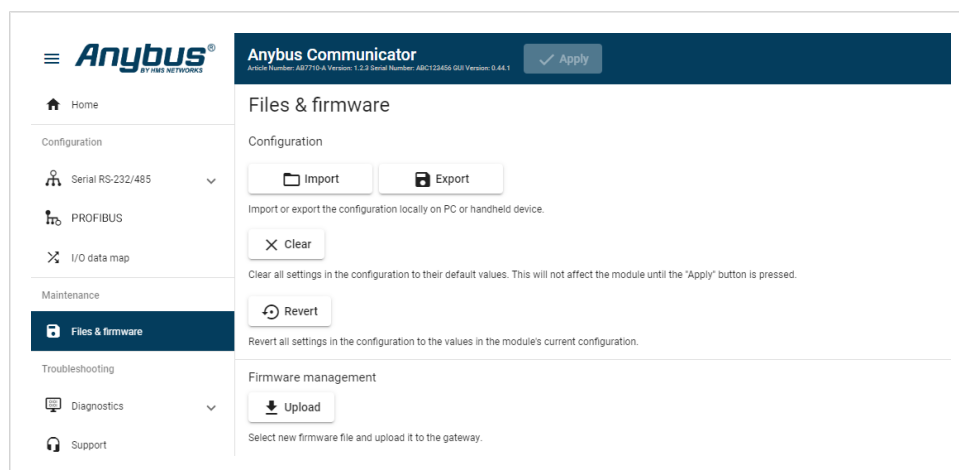 Anybus®
BY HMS NETWORKS
Anybus Communicator
Article Number: AB7710-A Version: 1.2.3 Serial Number: ABC123456 GUI Version: 0.44.1
Apply
Home
Configuration
Serial RS-232/485
PROFIBUS
I/O data map
Maintenance
Files & firmware
Troubleshooting
Diagnostics
Support
Files & firmware
Configuration
Import
Export
Import or export the configuration locally on PC or handheld device.
Clear
Clear all settings in the configuration to their default values. This will not affect the module until the "Apply" button is pressed.
Revert
Revert all settings in the configuration to the values in the module's current configuration.
Firmware management
Upload
Select new firmware file and upload it to the gateway.